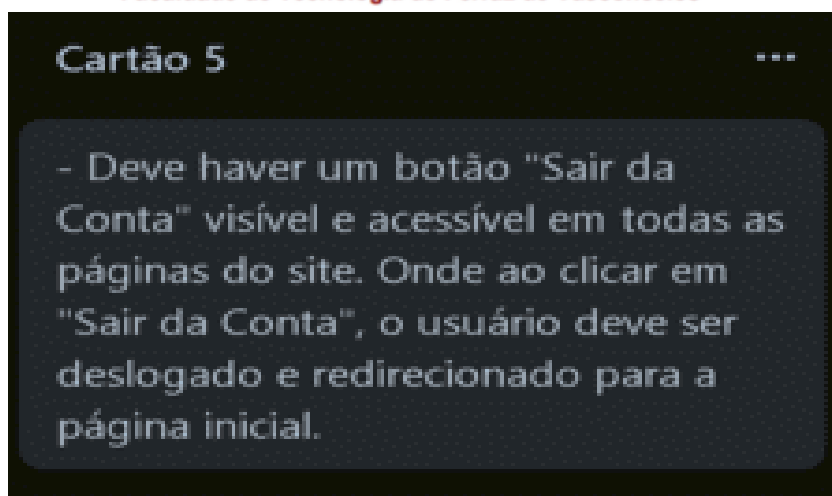 Cartão 5 ...
- Deve haver um botão "Sair da
Conta" visível e acessível em todas as
páginas do site. Onde ao clicar em
"Sair da Conta", o usuário deve ser
deslogado e redirecionado para a
página inicial.